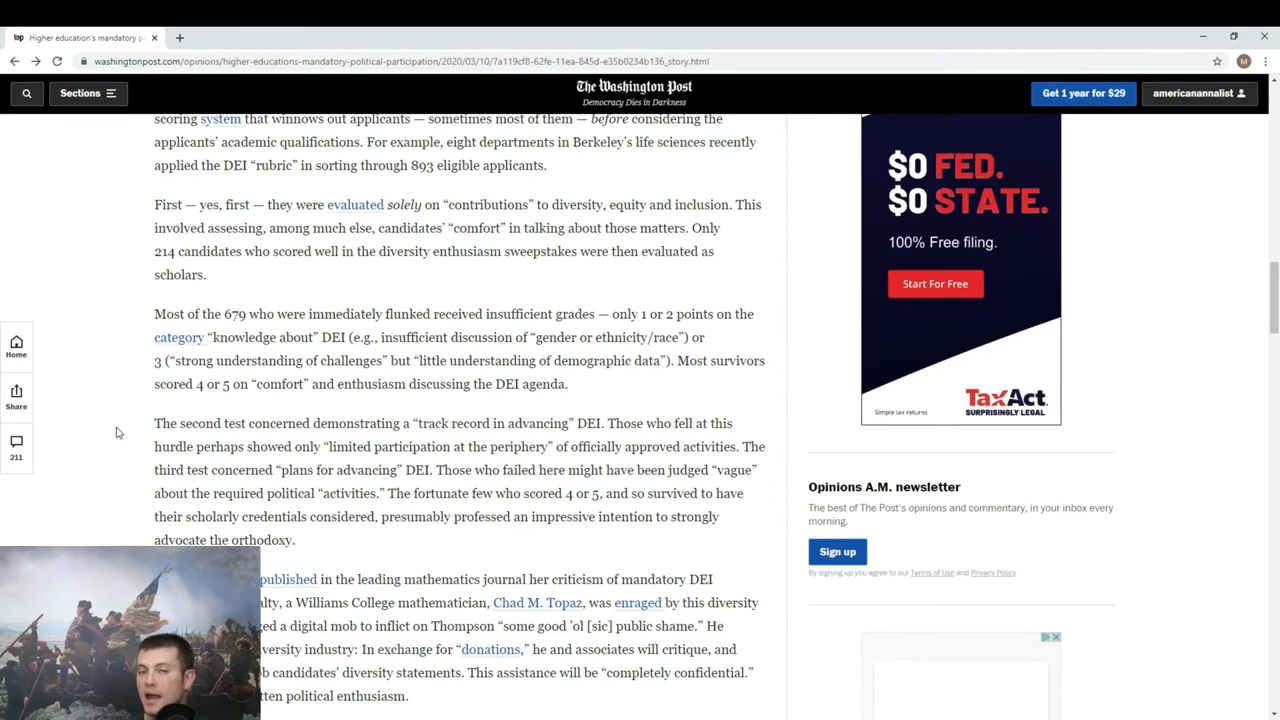 Higher education's mandatory p
washingtonpost.com/opinions/higher-educations-mandatory-political-participation/2020/03/10/7a119cf8-62fe-11ea-845d-e35b0234b136_story.html
M
Sections
The Washington Post
Democracy Dies in Darkness
Get 1 year for $29
americanannalist
scoring system that winnows out applicants — sometimes most of them — before considering the
applicants' academic qualifications. For example, eight departments in Berkeley's life sciences recently
applied the DEI “rubric” in sorting through 893 eligible applicants.
First — yes, first — they were evaluated solely on “contributions” to diversity, equity and inclusion. This
involved assessing, among much else, candidates' “comfort” in talking about those matters. Only
214 candidates who scored well in the diversity enthusiasm sweepstakes were then evaluated as
scholars.
Most of the 679 who were immediately flunked received insufficient grades — only 1 or 2 points on the
category “knowledge about” DEI (e.g., insufficient discussion of “gender or ethnicity/race”) or
3 (“strong understanding of challenges” but “little understanding of demographic data”). Most survivors
scored 4 or 5 on “comfort” and enthusiasm discussing the DEI agenda.
The second test concerned demonstrating a “track record in advancing” DEI. Those who fell at this
hurdle perhaps showed only “limited participation at the periphery” of officially approved activities. The
third test concerned “plans for advancing” DEI. Those who failed here might have been judged “vague”
about the required political “activities.” The fortunate few who scored 4 or 5, and so survived to have
their scholarly credentials considered, presumably professed an impressive intention to strongly
advocate the orthodoxy.
published in the leading mathematics journal her criticism of mandatory DEI
alty, a Williams College mathematician, Chad M. Topaz, was enraged by this diversity
ged a digital mob to inflict on Thompson “some good 'ol [sic] public shame.” He
versity industry: In exchange for “donations,” he and associates will critique, and
b candidates' diversity statements. This assistance will be “completely confidential.”
tten political enthusiasm.
Home
Share
211
$0 FED.
$0 STATE.
100% Free filing.
Start For Free
Simple tax returns
TaxAct.
SURPRISINGLY LEGAL
Opinions A.M. newsletter
The best of The Post's opinions and commentary, in your inbox every
morning.
Sign up
By signing up you agree to our Terms of Use and Privacy Policy